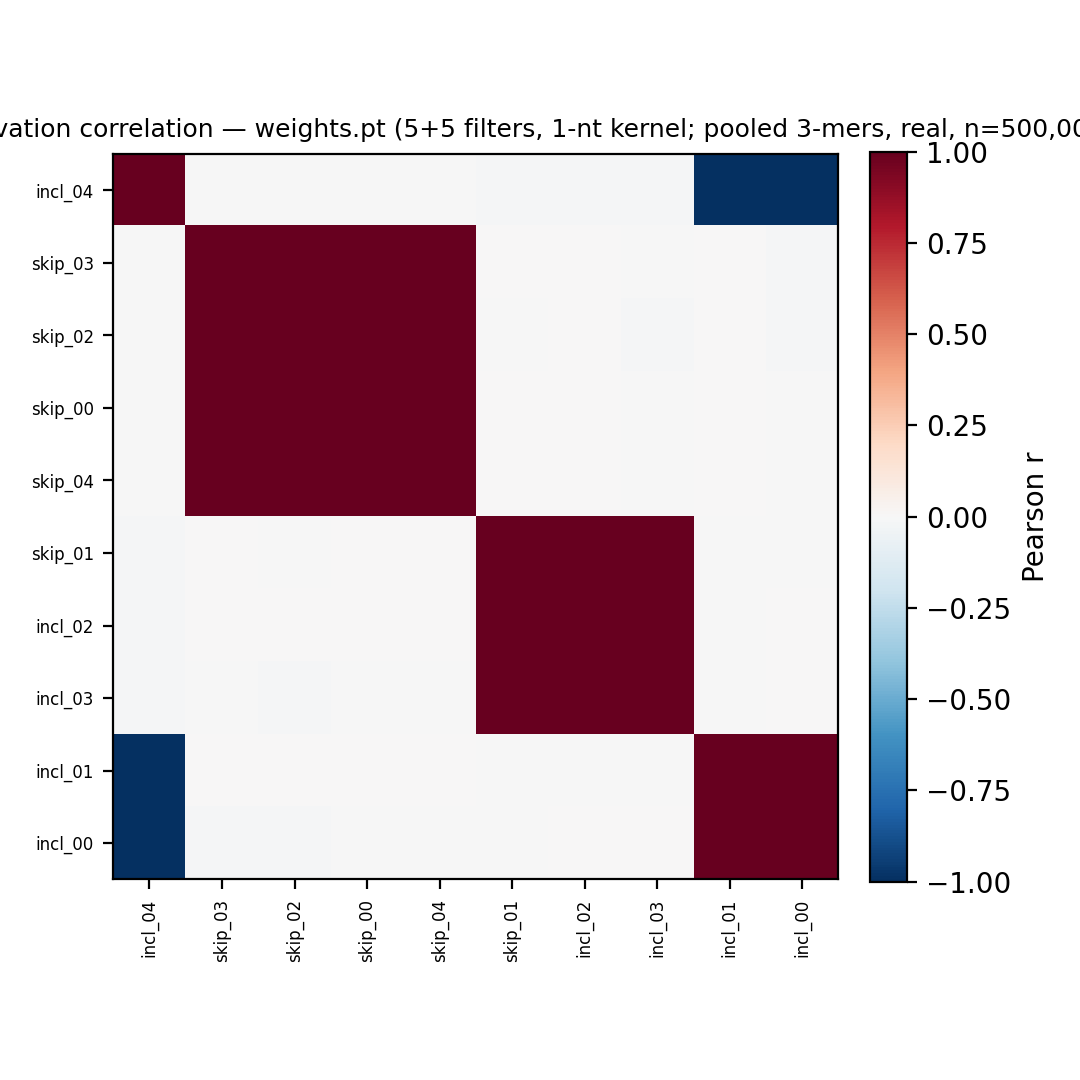 vation correlation — weights.pt (5+5 filters, 1-nt kernel; pooled 3-mers, real, n=500,00
incl_04
skip_03
skip_02
skip_00
skip_04
skip_01
incl_02
incl_03
incl_01
incl_00
incl_04
skip_03
skip_02
skip_00
skip_04
skip_01
incl_02
incl_03
incl_01
incl_00
1.00
0.75
0.50
0.25
0.00
−0.25
−0.50
−0.75
−1.00
Pearson r